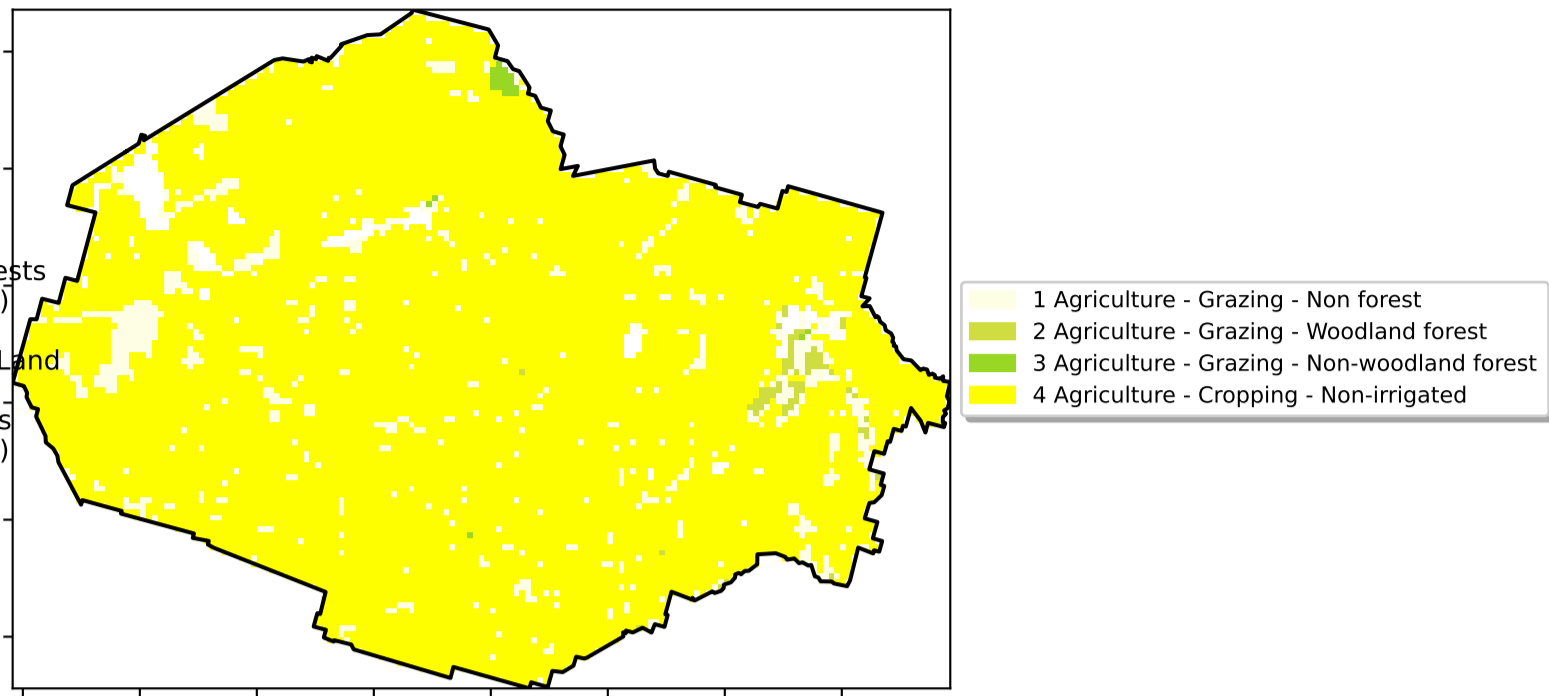 ests
)
Land
s
)
1 Agriculture - Grazing - Non forest
2 Agriculture - Grazing - Woodland forest
3 Agriculture - Grazing - Non-woodland forest
4 Agriculture - Cropping - Non-irrigated